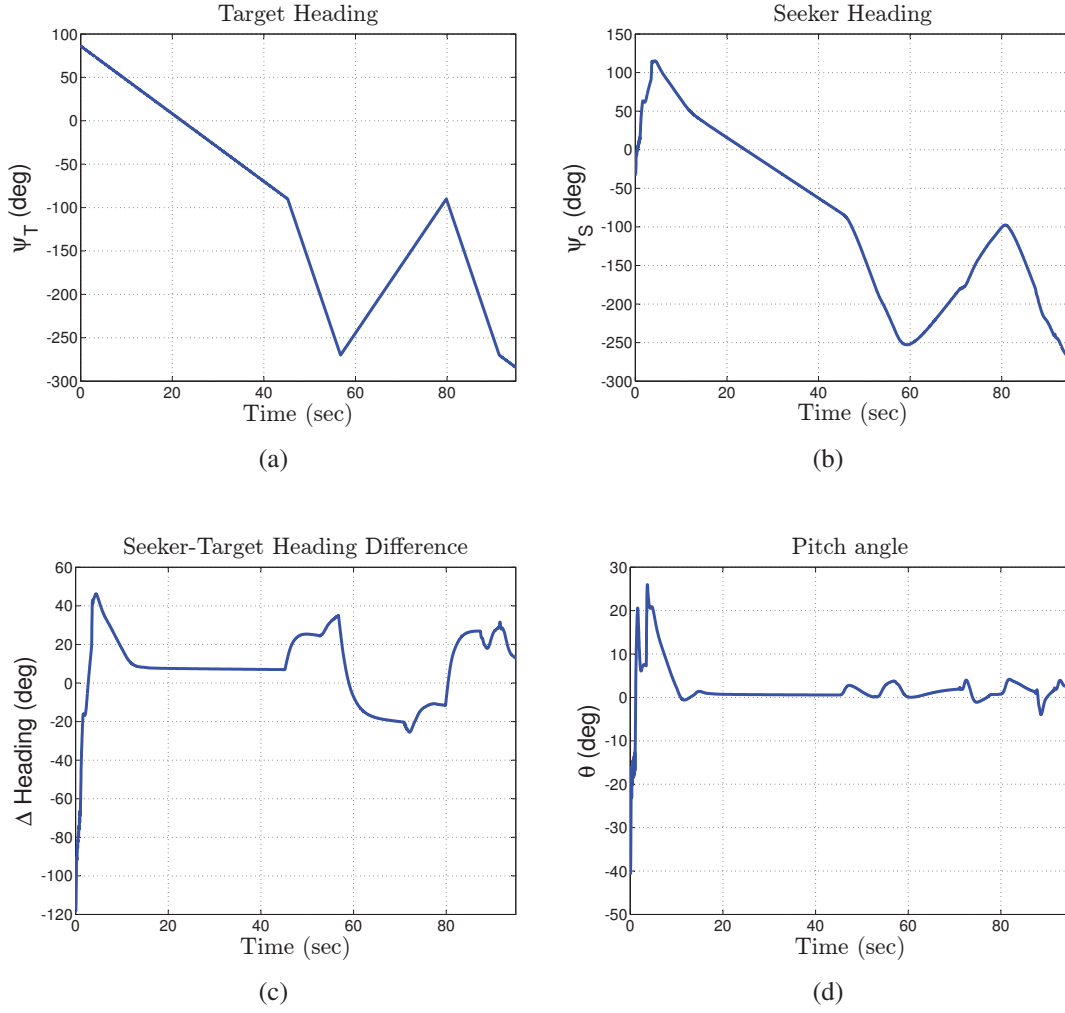 Target Heading
100
50
0
-50
-100
-150
-200
-250
-300
0 20 40 60 80
Ψ_T (deg)
Time (sec)
(a)
Seeker Heading
150
100
50
0
-50
-100
-150
-200
-250
-300
0 20 40 60 80
Ψ_S (deg)
Time (sec)
(b)
Seeker-Target Heading Difference
60
40
20
0
-20
-40
-60
-80
-100
-120
0 20 40 60 80
Δ Heading (deg)
Time (sec)
(c)
Pitch angle
30
20
10
0
-10
-20
-30
-40
-50
0 20 40 60 80
θ (deg)
Time (sec)
(d)